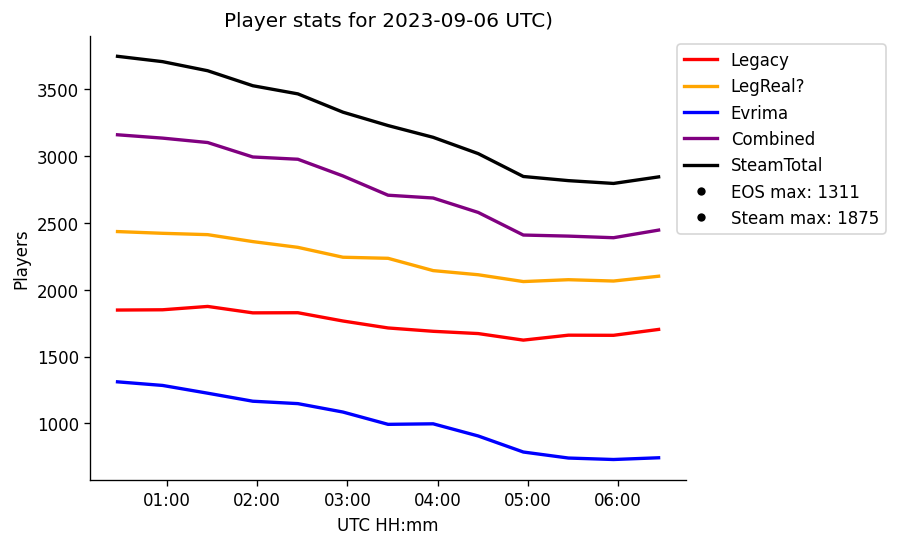 Player stats for 2023-09-06 UTC)
Legacy
LegReal?
Evrima
Combined
SteamTotal
EOS max: 1311
Steam max: 1875
Players
3500
3000
2500
2000
1500
1000
01:00 02:00 03:00 04:00 05:00 06:00
UTC HH:mm